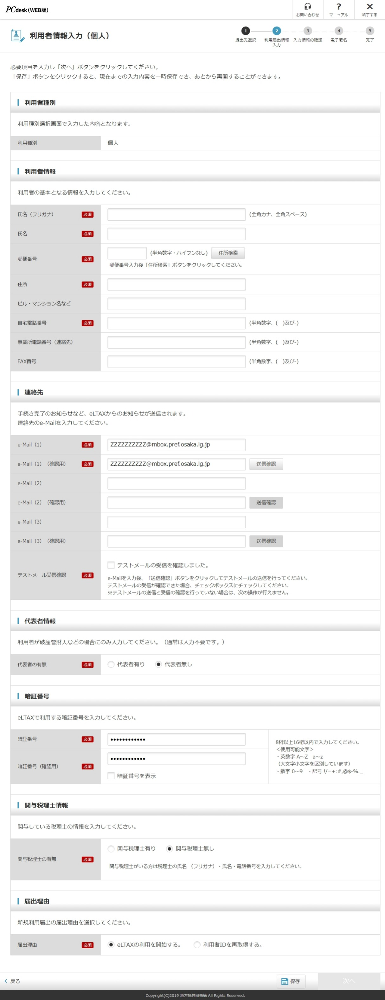 PCdesk(WEB版)
お問い合わせ
?
マニュアル
終了する
利用者情報入力（個人）
1
2
3
4
5
提出先選択
利用届出情報
入力
入力情報の確認
電子署名
完了
必要項目を入力し「次へ」ボタンをクリックしてください。
「保存」ボタンをクリックすると、現在までの入力内容を一時保存でき、あとから再開することができます。
利用者種別
利用種別選択画面で入力した内容となります。
利用種別 個人
利用者情報
利用者の基本となる情報を入力してください。
氏名（フリガナ） 必須 (全角カナ、全角スペース)
氏名 必須
郵便番号 必須 (半角数字・ハイフンなし) 住所検索
郵便番号入力後「住所検索」ボタンをクリックしてください。
住所 必須
ビル・マンション名など
自宅電話番号 必須 (半角数字、(　)及び-)
事業所電話番号（連絡先） (半角数字、(　)及び-)
FAX番号 (半角数字、(　)及び-)
連絡先
手続き完了のお知らせなど、eLTAXからのお知らせが送信されます。
連絡先のe-Mailを入力してください。
e-Mail（1） 必須 ZZZZZZZZZZ@mbox.pref.osaka.lg.jp
e-Mail（1）（確認用） 必須 ZZZZZZZZZZ@mbox.pref.osaka.lg.jp 送信確認
e-Mail（2）
e-Mail（2）（確認用） 送信確認
e-Mail（3）
e-Mail（3）（確認用） 送信確認
テストメール受信確認 必須 テストメールの受信を確認しました。
e-Mailを入力後、「送信確認」ボタンをクリックしてテストメールの送信を行ってください。
テストメールの受信が確認できた場合、チェックボックスにチェックしてください。
※テストメールの送信と受信の確認を行っていない場合は、次の操作が行えません。
代表者情報
利用者が破産管財人などの場合にのみ入力してください。（通常は入力不要です。）
代表者の有無 必須 代表者有り 代表者無し
暗証番号
eLTAXで利用する暗証番号を入力してください。
暗証番号 必須 ••••••••••••
暗証番号（確認用） 必須 ••••••••••••
暗証番号を表示
8桁以上16桁以内で入力してください。
＜使用可能文字＞
・英数字 A～Z　a～z
（大文字小文字を区別しています）
・数字 0～9　・記号 !/=+:#,@$-%._
関与税理士情報
関与している税理士の情報を入力してください。
関与税理士の有無 必須 関与税理士有り 関与税理士無し
関与税理士がいる方は税理士の氏名 （フリガナ）・氏名・電話番号を入力してください。
届出理由
新規利用届出の届出理由を選択してください。
届出理由 必須 eLTAXの利用を開始する。 利用者IDを再取得する。
戻る 保存 次へ
Copyright(C)2019 地方税共同機構 All Rights Reserved.